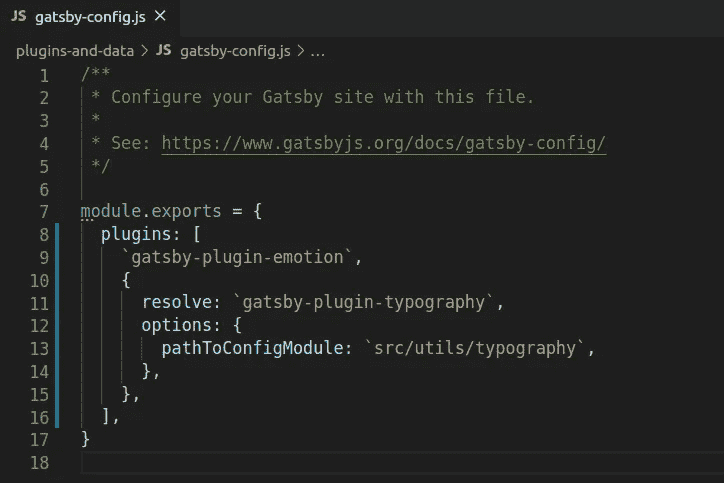 JS gatsby-config.js ×
plugins-and-data > JS gatsby-config.js > ...
1 /**
2  * Configure your Gatsby site with this file.
3  *
4  * See: https://www.gatsbyjs.org/docs/gatsby-config/
5  */
6
7 module.exports = {
8   plugins: [
9     `gatsby-plugin-emotion`,
10     {
11       resolve: `gatsby-plugin-typography`,
12       options: {
13         pathToConfigModule: `src/utils/typography`,
14       },
15     },
16   ],
17 }
18